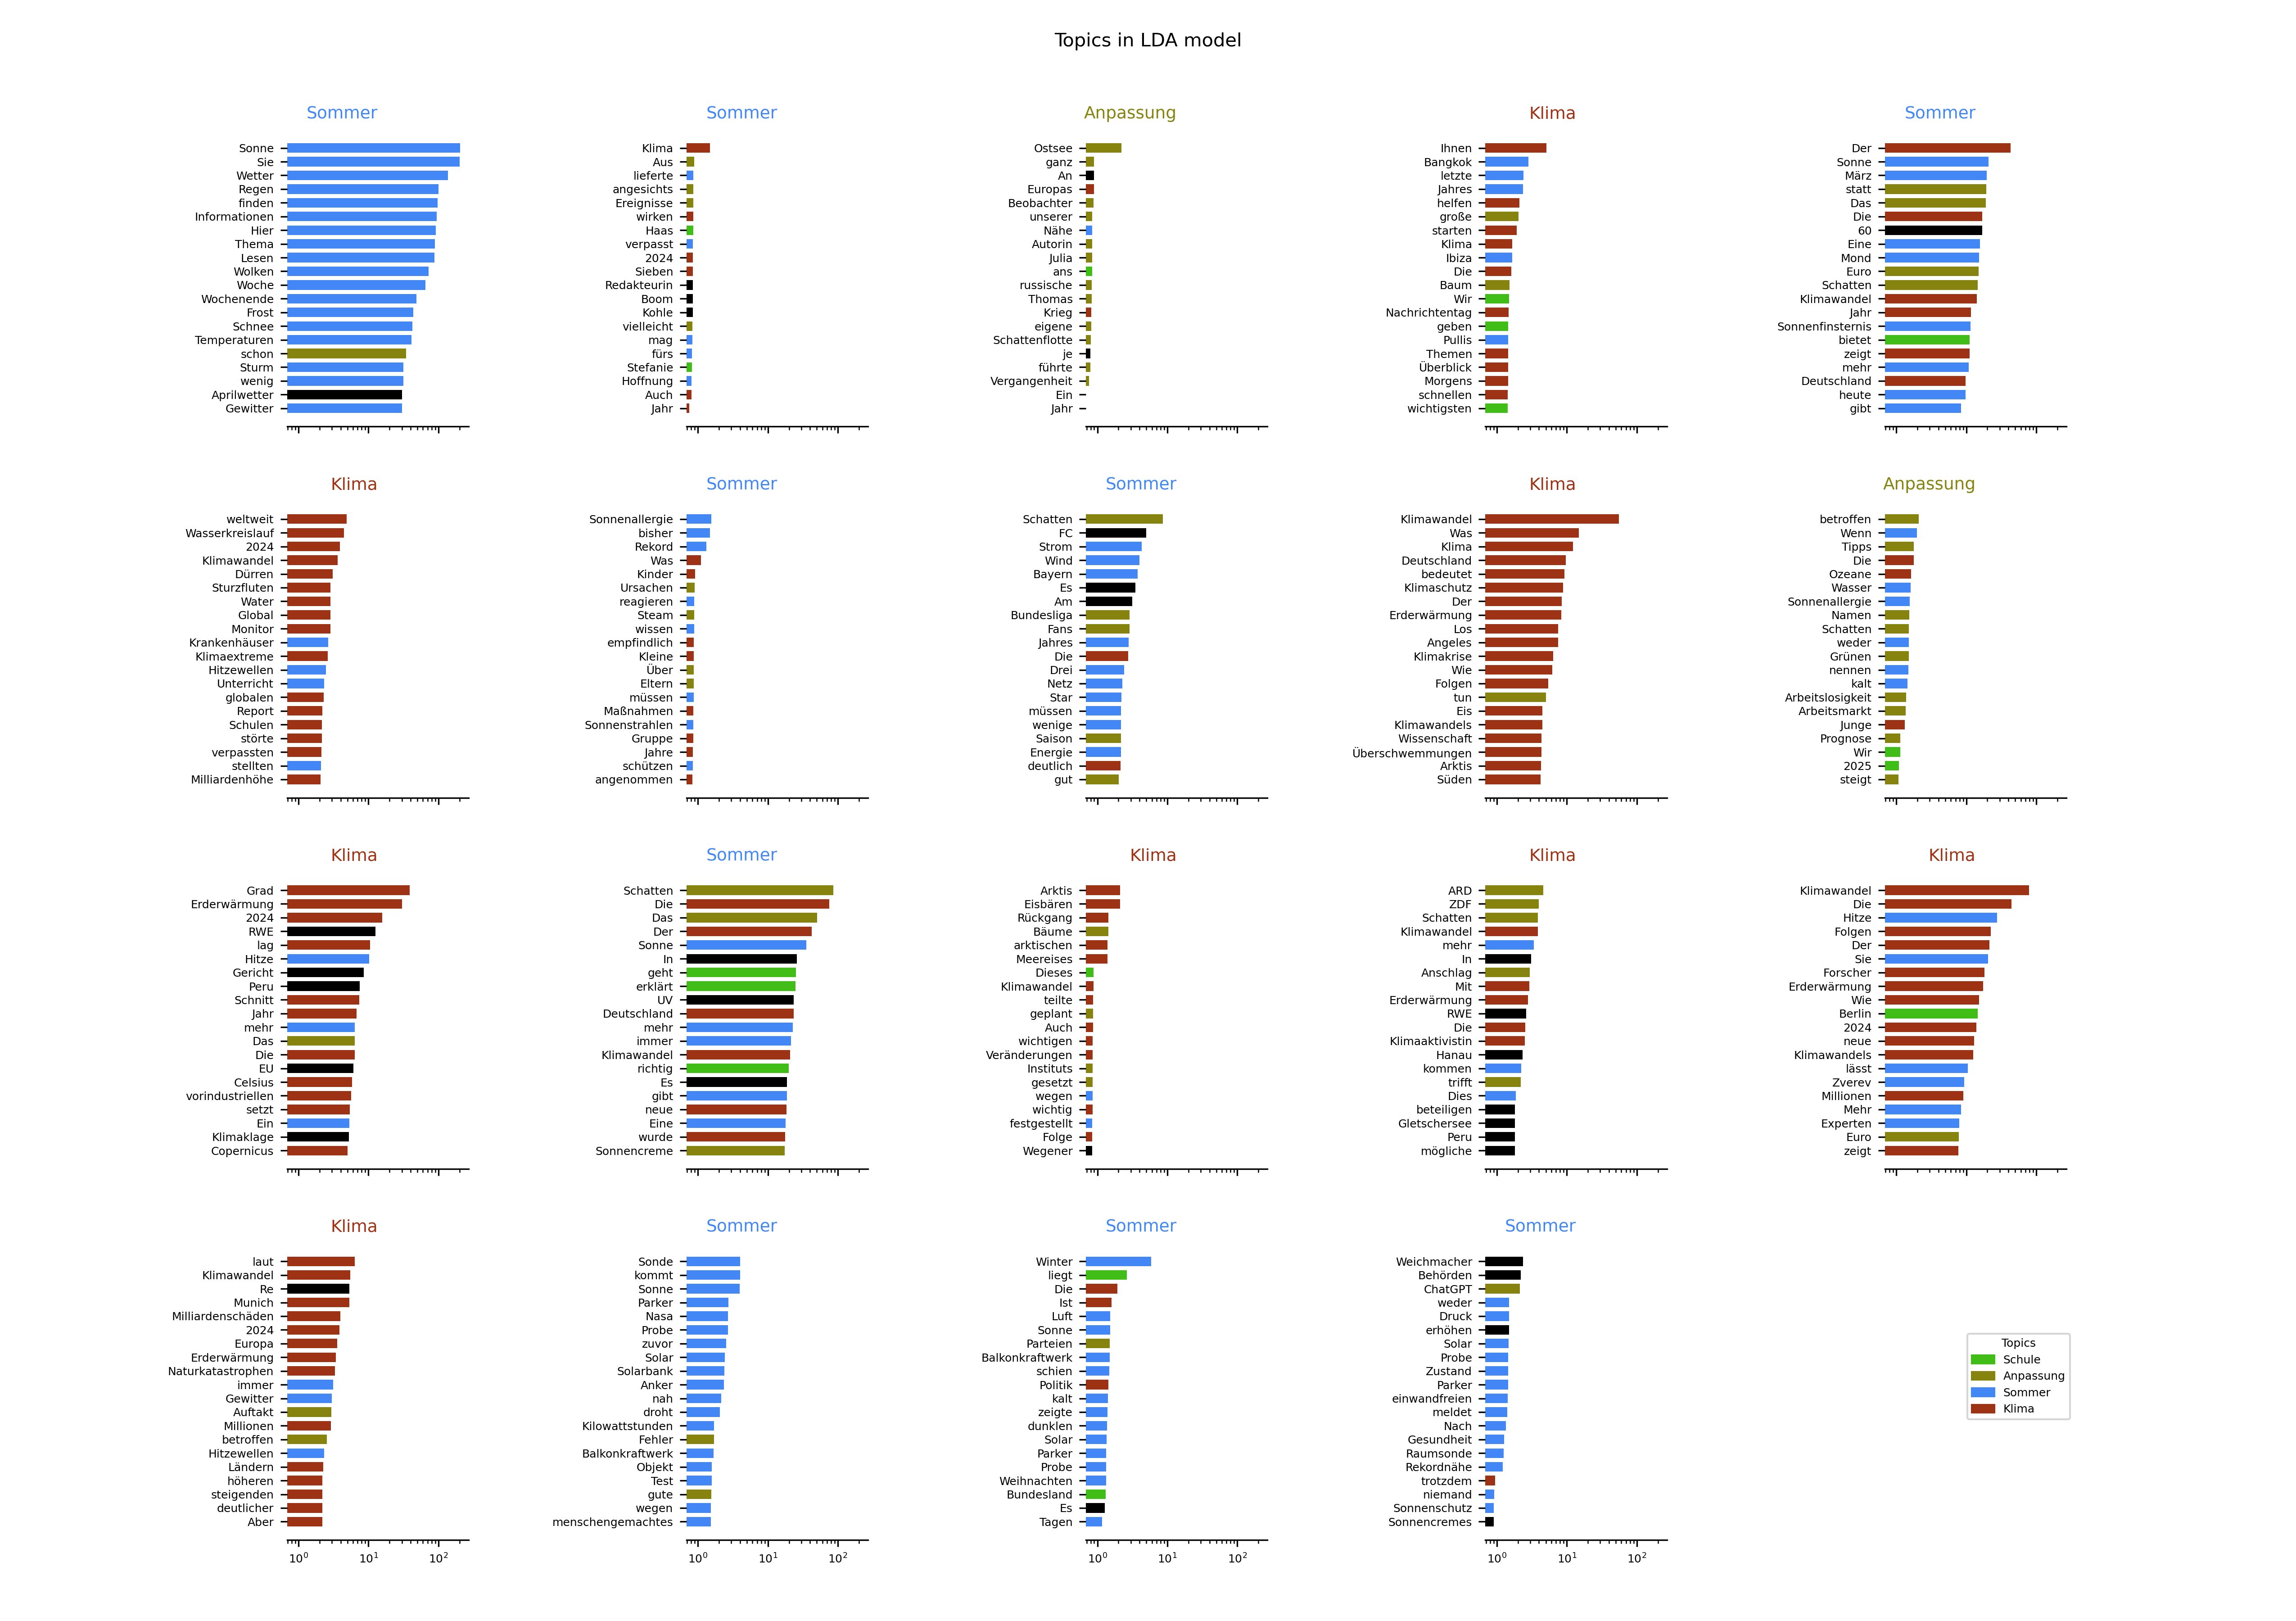 Topics in LDA model
Sommer
Sonne
Sie
Wetter
Regen
finden
Informationen
Hier
Thema
Lesen
Wolken
Woche
Wochenende
Frost
Schnee
Temperaturen
schon
Sturm
wenig
Aprilwetter
Gewitter
Sommer
Klima
Aus
lieferte
angesichts
Ereignisse
wirken
Haas
verpasst
2024
Sieben
Redakteurin
Boom
Kohle
vielleicht
mag
fürs
Stefanie
Hoffnung
Auch
Jahr
Anpassung
Ostsee
ganz
An
Europas
Beobachter
unserer
Nähe
Autorin
Julia
ans
russische
Thomas
Krieg
eigene
Schattenflotte
je
führte
Vergangenheit
Ein
Jahr
Klima
Ihnen
Bangkok
letzte
Jahres
helfen
große
starten
Klima
Ibiza
Die
Baum
Wir
Nachrichtentag
geben
Pullis
Themen
Überblick
Morgens
schnellen
wichtigsten
Sommer
Der
Sonne
März
statt
Das
Die
60
Eine
Mond
Euro
Schatten
Klimawandel
Jahr
Sonnenfinsternis
bietet
zeigt
mehr
Deutschland
heute
gibt
Klima
weltweit
Wasserkreislauf
2024
Klimawandel
Dürren
Sturzfluten
Water
Global
Monitor
Krankenhäuser
Klimaextreme
Hitzewellen
Unterricht
globalen
Report
Schulen
störte
verpassten
stellten
Milliardenhöhe
Sommer
Sonnenallergie
bisher
Rekord
Was
Kinder
Ursachen
reagieren
Steam
wissen
empfindlich
Kleine
Über
Eltern
müssen
Maßnahmen
Sonnenstrahlen
Gruppe
Jahre
schützen
angenommen
Sommer
Schatten
FC
Strom
Wind
Bayern
Es
Am
Bundesliga
Fans
Jahres
Die
Drei
Netz
Star
müssen
wenige
Saison
Energie
deutlich
gut
Klima
Klimawandel
Was
Klima
Deutschland
bedeutet
Klimaschutz
Der
Erderwärmung
Los
Angeles
Klimakrise
Wie
Folgen
tun
Eis
Klimawandels
Wissenschaft
Überschwemmungen
Arktis
Süden
Anpassung
betroffen
Wenn
Tipps
Die
Ozeane
Wasser
Sonnenallergie
Namen
Schatten
weder
Grünen
nennen
kalt
Arbeitslosigkeit
Arbeitsmarkt
Junge
Prognose
Wir
2025
steigt
Klima
Grad
Erderwärmung
2024
RWE
lag
Hitze
Gericht
Peru
Schnitt
Jahr
mehr
Das
Die
EU
Celsius
vorindustriellen
setzt
Ein
Klimaklage
Copernicus
Sommer
Schatten
Die
Das
Der
Sonne
In
geht
erklärt
UV
Deutschland
mehr
immer
Klimawandel
richtig
Es
gibt
neue
Eine
wurde
Sonnencreme
Klima
Arktis
Eisbären
Rückgang
Bäume
arktischen
Meereises
Dieses
Klimawandel
teilte
geplant
Auch
wichtigen
Veränderungen
Instituts
gesetzt
wegen
wichtig
festgestellt
Folge
Wegener
Klima
ARD
ZDF
Schatten
Klimawandel
mehr
In
Anschlag
Mit
Erderwärmung
RWE
Die
Klimaaktivistin
Hanau
kommen
trifft
Dies
beteiligen
Gletschersee
Peru
mögliche
Klima
Klimawandel
Die
Hitze
Folgen
Der
Sie
Forscher
Erderwärmung
Wie
Berlin
2024
neue
Klimawandels
lässt
Zverev
Millionen
Mehr
Experten
Euro
zeigt
Klima
laut
Klimawandel
Re
Munich
Milliardenschäden
2024
Europa
Erderwärmung
Naturkatastrophen
immer
Gewitter
Auftakt
Millionen
betroffen
Hitzewellen
Ländern
höheren
steigenden
deutlicher
Aber
10⁰ 10¹ 10²
Sommer
Sonde
kommt
Sonne
Parker
Nasa
Probe
zuvor
Solar
Solarbank
Anker
nah
droht
Kilowattstunden
Fehler
Balkonkraftwerk
Objekt
Test
gute
wegen
menschengemachtes
10⁰ 10¹ 10²
Sommer
Winter
liegt
Die
Ist
Luft
Sonne
Parteien
Balkonkraftwerk
schien
Politik
kalt
zeigte
dunklen
Solar
Parker
Probe
Weihnachten
Bundesland
Es
Tagen
10⁰ 10¹ 10²
Sommer
Weichmacher
Behörden
ChatGPT
weder
Druck
erhöhen
Solar
Probe
Zustand
Parker
einwandfreien
meldet
Nach
Gesundheit
Raumsonde
Rekordnähe
trotzdem
niemand
Sonnenschutz
Sonnencremes
10⁰ 10¹ 10²
Topics
Schule
Anpassung
Sommer
Klima